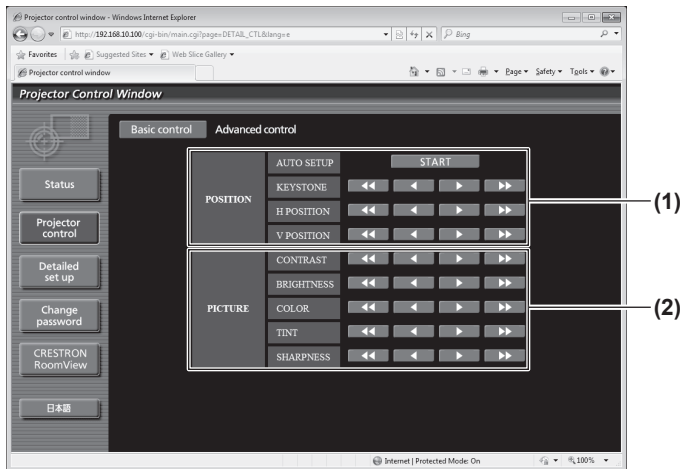 Projector control window - Windows Internet Explorer
http://192.168.10.100/cgi-bin/main.cgi?page=DETAIL_CTL&lang=e
Bing
Favorites Suggested Sites Web Slice Gallery
Projector control window
Page Safety Tools
Projector Control Window
Basic control Advanced control
POSITION
AUTO SETUP START
KEYSTONE
H POSITION
V POSITION
(1)
PICTURE
CONTRAST
BRIGHTNESS
COLOR
TINT
SHARPNESS
(2)
Status
Projector
control
Detailed
set up
Change
password
CRESTRON
RoomView
日本語
Internet | Protected Mode: On
100%